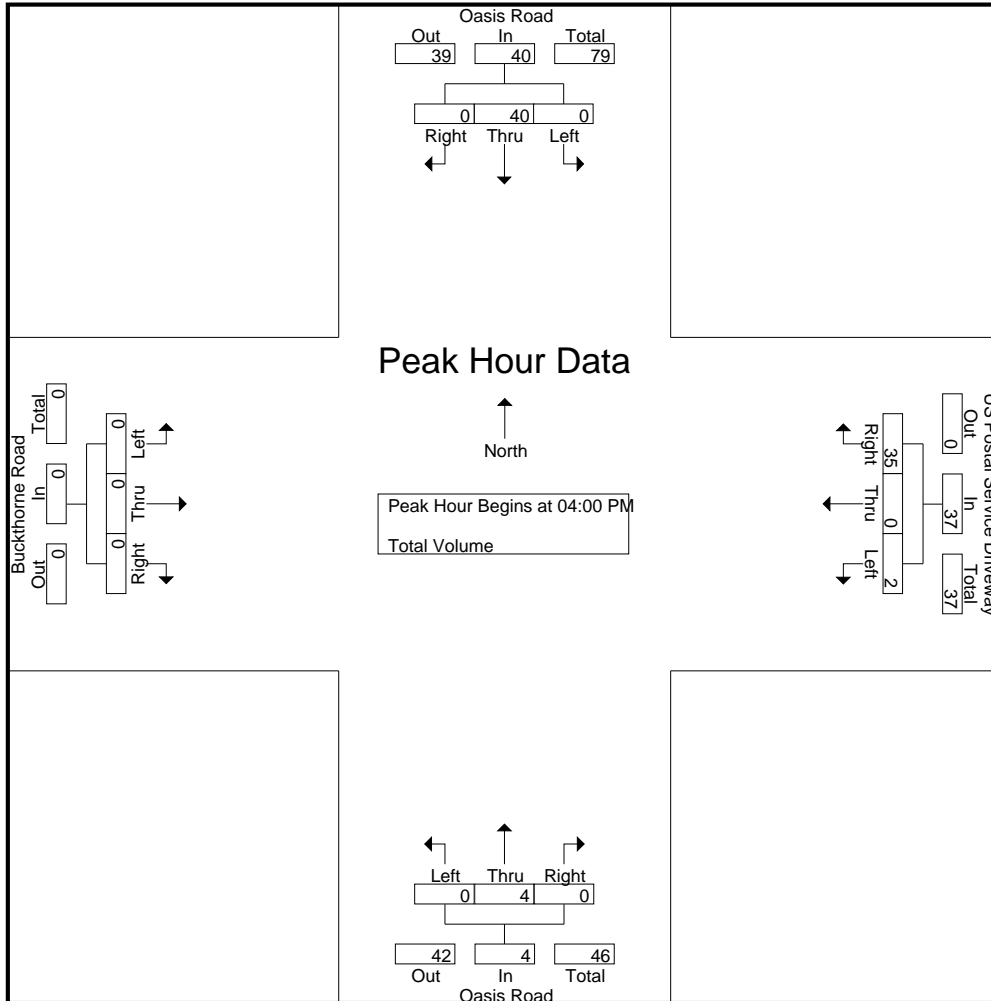 Oasis Road
Out In Total
39 40 79
0 40 0
Right Thru Left
Peak Hour Data
North
Peak Hour Begins at 04:00 PM
Total Volume
Buckthorne Road
Total In Out
0 0 0
0 0 0
Left Thru Right
US Postal Service Driveway
Out In Total
0 37 37
35 0 2
Right Thru Left
Left Thru Right
0 4 0
42 4 46
Out In Total
Oasis Road